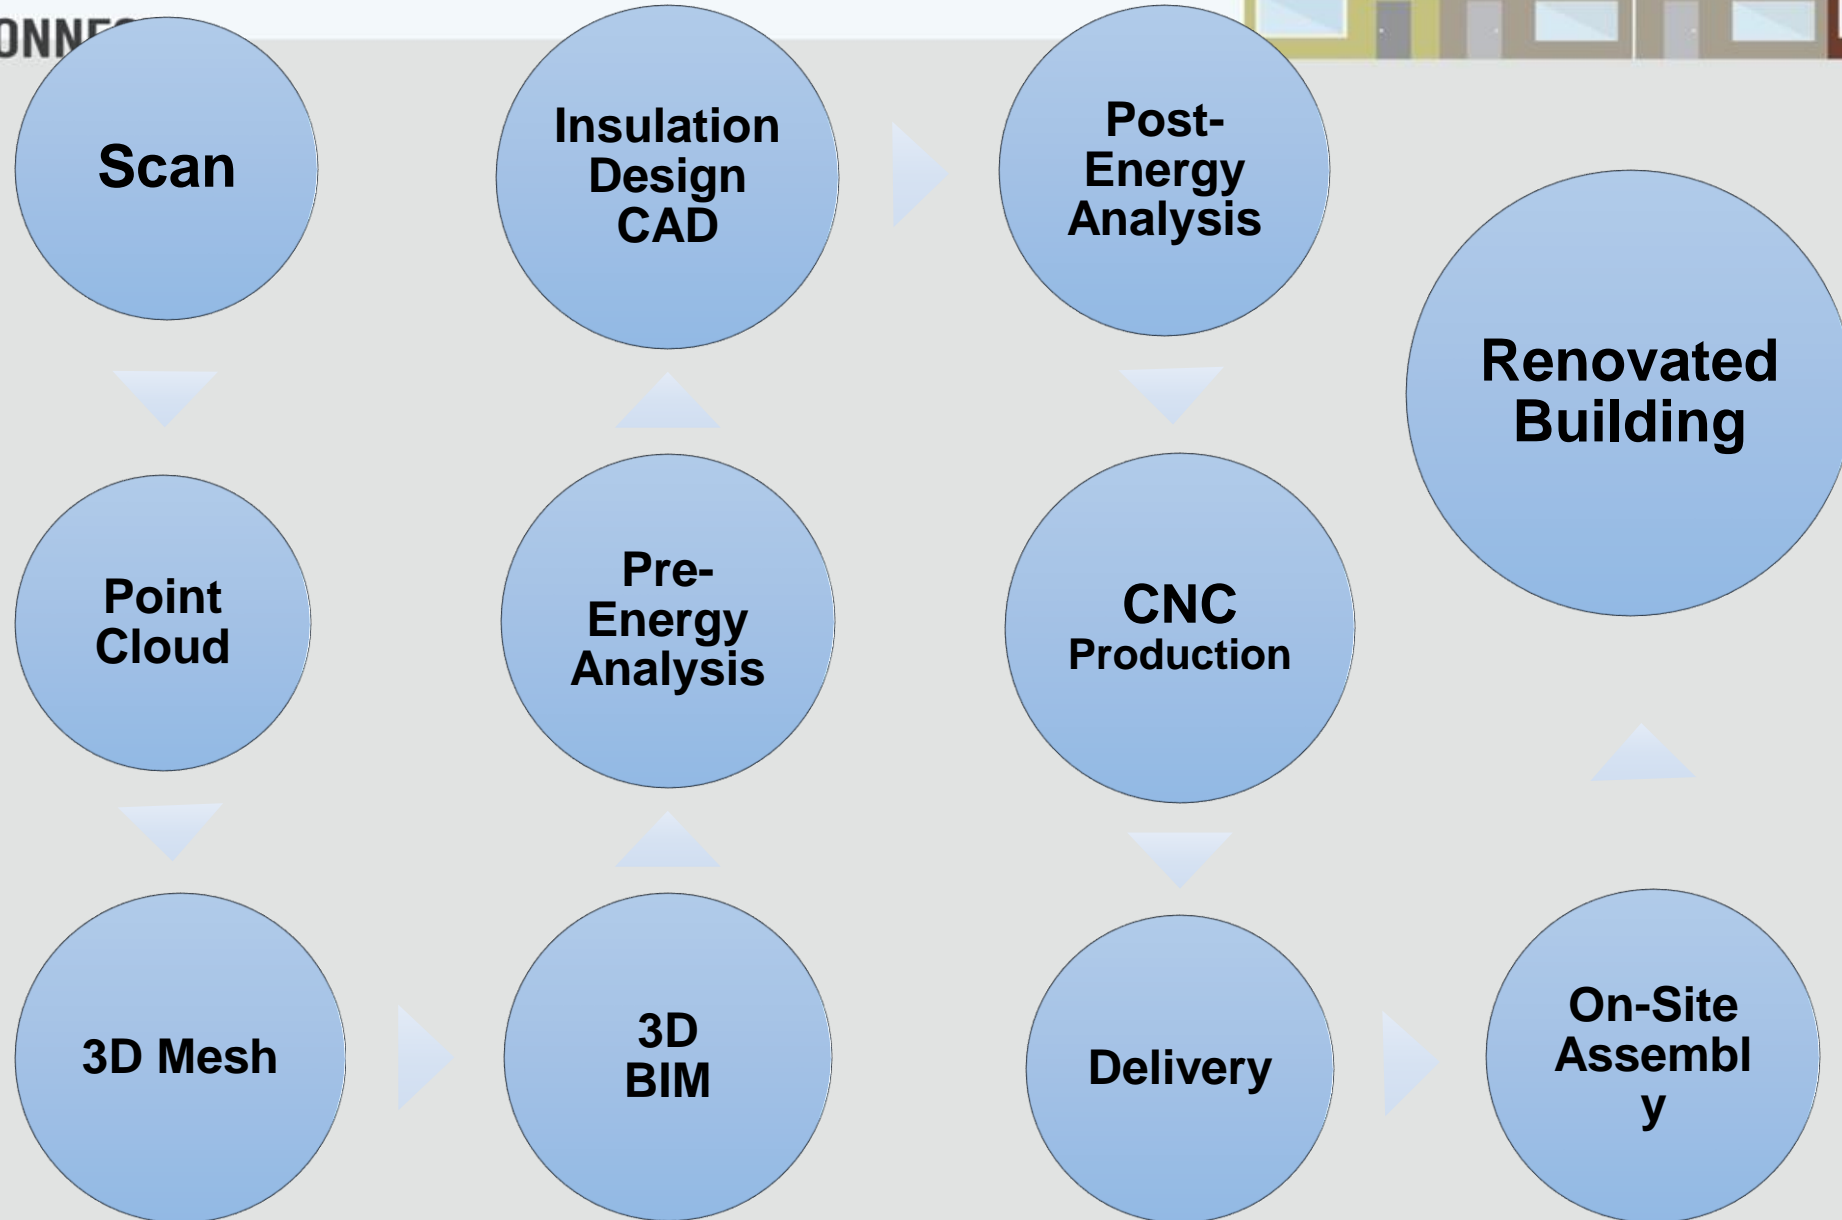 Scan
Point
Cloud
3D Mesh
3D
BIM
Pre-
Energy
Analysis
Insulation
Design
CAD
Post-
Energy
Analysis
CNC
Production
Delivery
On-Site
Assembl
y
Renovated
Building